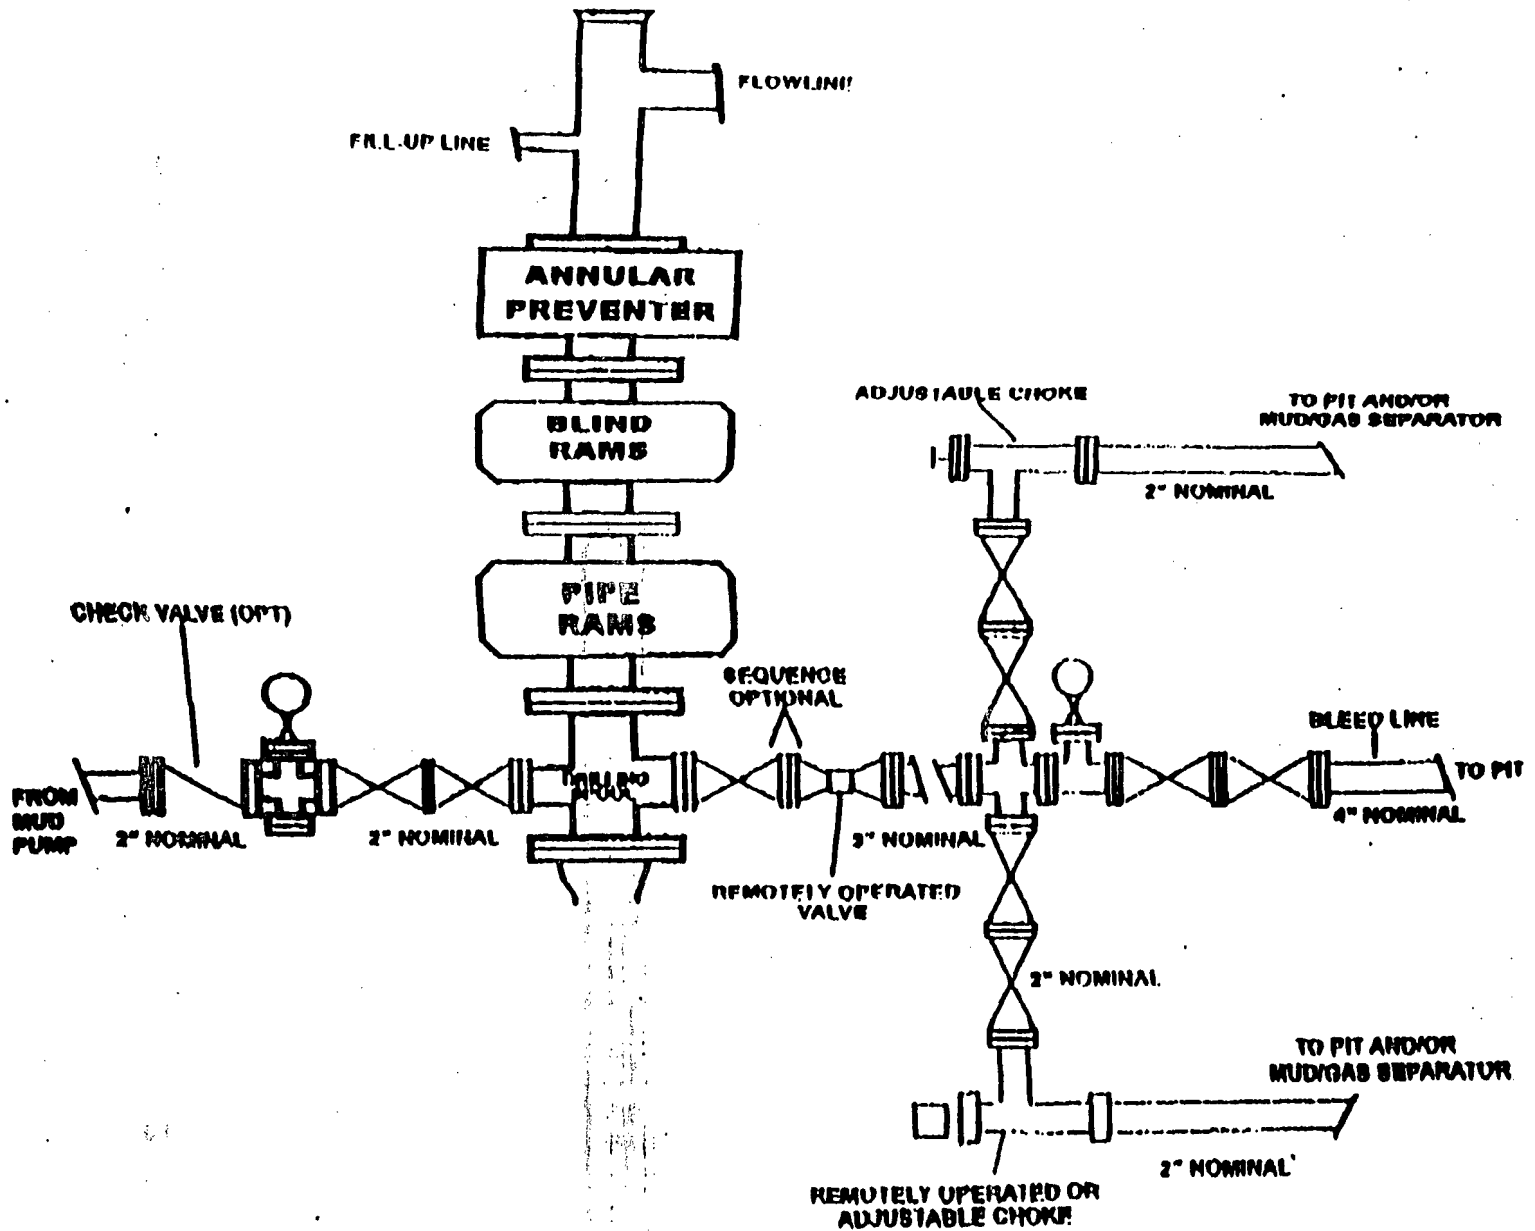 FLOWLINE
FILL-UP LINE
ANNULAR
PREVENTER
BLIND
RAMS
PIPE
RAMS
ADJUSTABLE CHOKE
TO PIT AND/OR
MUD/GAS SEPARATOR
2" NOMINAL
CHECK VALVE (OPT)
SEQUENCE
OPTIONAL
BLEED LINE
TO PIT
4" NOMINAL
FROM
MUD
PUMP
2" NOMINAL
2" NOMINAL
DRILLING
SPOOL
3" NOMINAL
REMOTELY OPERATED
VALVE
2" NOMINAL
TO PIT AND/OR
MUD/GAS SEPARATOR
2" NOMINAL
REMOTELY OPERATED OR
ADJUSTABLE CHOKE